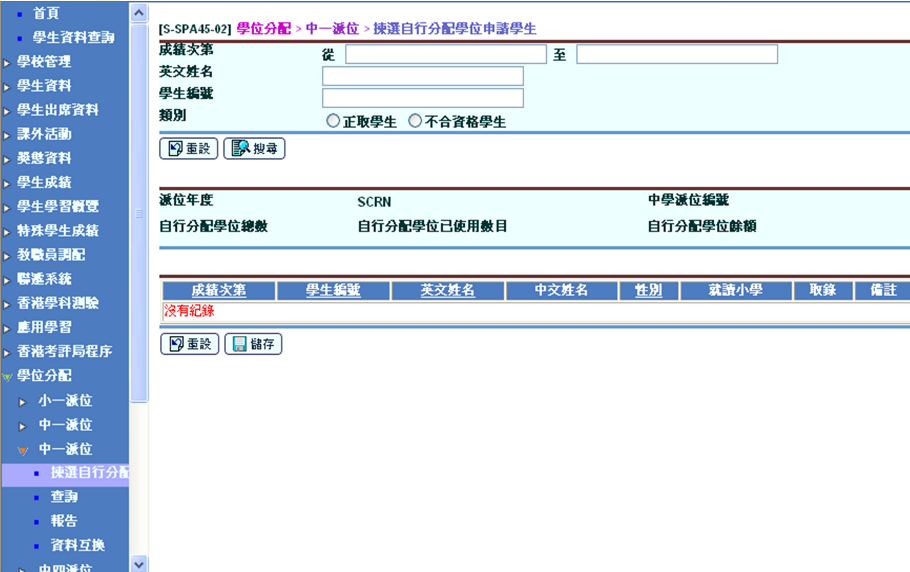 首頁
學生資料查詢
學校管理
學生資料
學生出席資料
課外活動
獎懲資料
學生成績
學生學習概覽
特殊學生成績
教職員調配
聯遞系統
香港學科測驗
應用學習
香港考評局程序
學位分配
小一派位
中一派位
中一派位
揀選自行分配
查詢
報告
資料互換
中四派位
[S-SPA45-02] 學位分配 > 中一派位 > 揀選自行分配學位申請學生
成績次第 從 至
英文姓名
學生編號
類別 正取學生 不合資格學生
重設 搜尋
派位年度 SCRN 中學派位編號
自行分配學位總數 自行分配學位已使用數目 自行分配學位餘額
成績次第 學生編號 英文姓名 中文姓名 性別 就讀小學 取錄 備註
沒有紀錄
重設 儲存